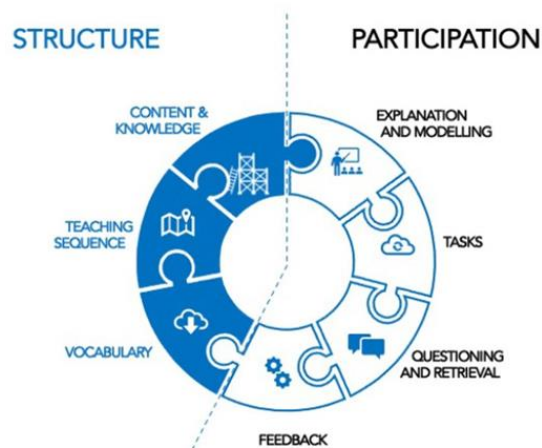 STRUCTURE
PARTICIPATION
CONTENT &
KNOWLEDGE
TEACHING
SEQUENCE
VOCABULARY
EXPLANATION
AND MODELLING
TASKS
QUESTIONING
AND RETRIEVAL
FEEDBACK